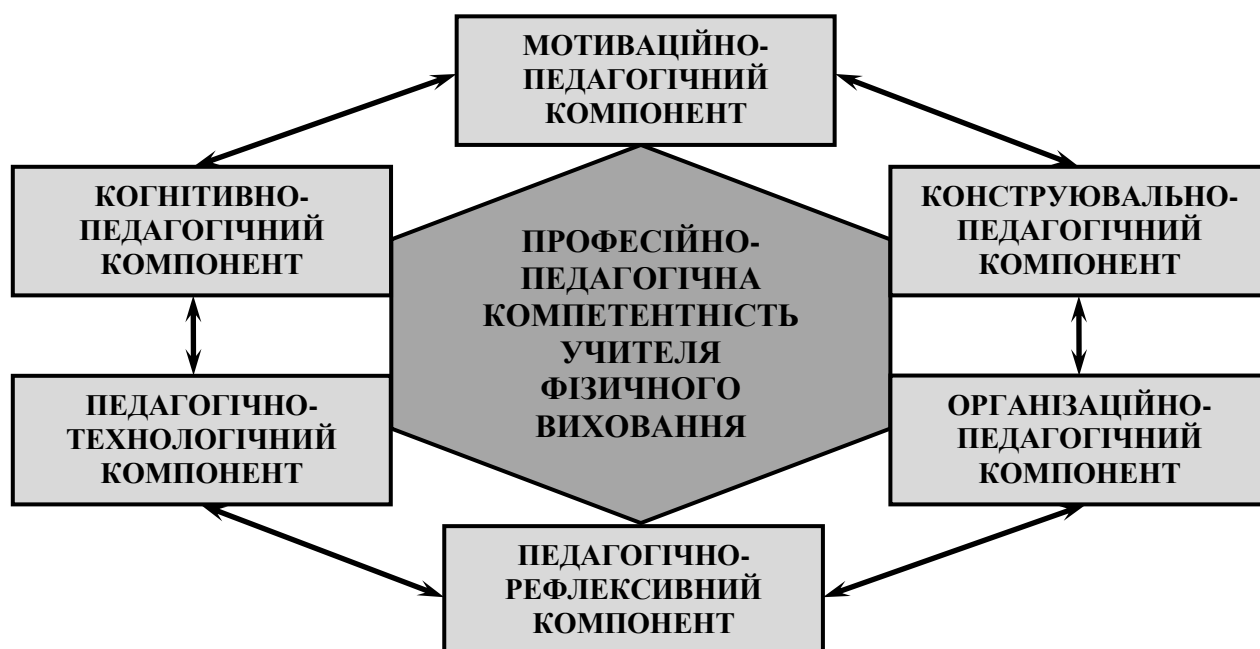 МОТИВАЦІЙНО-
ПЕДАГОГІЧНИЙ
КОМПОНЕНТ
КОГНІТИВНО-
ПЕДАГОГІЧНИЙ
КОМПОНЕНТ
КОНСТРУЮВАЛЬНО-
ПЕДАГОГІЧНИЙ
КОМПОНЕНТ
ПРОФЕСІЙНО-
ПЕДАГОГІЧНА
КОМПЕТЕНТНІСТЬ
УЧИТЕЛЯ
ФІЗИЧНОГО
ВИХОВАННЯ
ПЕДАГОГІЧНО-
ТЕХНОЛОГІЧНИЙ
КОМПОНЕНТ
ОРГАНІЗАЦІЙНО-
ПЕДАГОГІЧНИЙ
КОМПОНЕНТ
ПЕДАГОГІЧНО-
РЕФЛЕКСИВНИЙ
КОМПОНЕНТ